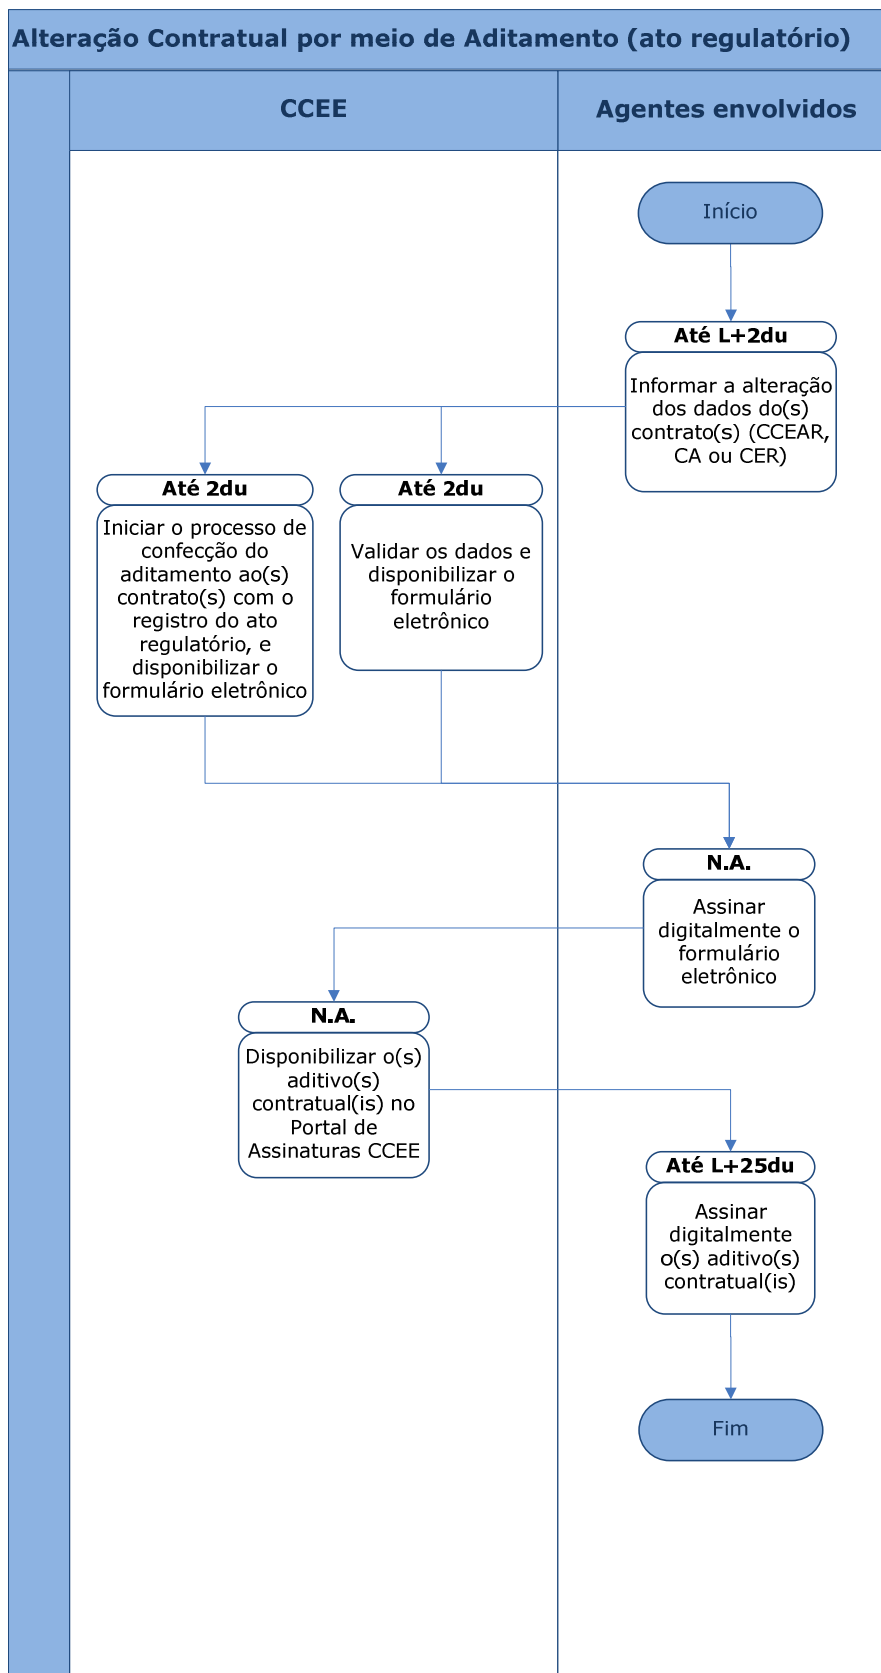 Alteração Contratual por meio de Aditamento (ato regulatório)
CCEE
Agentes envolvidos
Início
Até L+2du
Informar a alteração
dos dados do(s)
contrato(s) (CCEAR,
CA ou CER)
Até 2du
Iniciar o processo de
confecção do
aditamento ao(s)
contrato(s) com o
registro do ato
regulatório, e
disponibilizar o
formulário eletrônico
Até 2du
Validar os dados e
disponibilizar o
formulário
eletrônico
N.A.
Assinar
digitalmente o
formulário
eletrônico
N.A.
Disponibilizar o(s)
aditivo(s)
contratual(is) no
Portal de
Assinaturas CCEE
Até L+25du
Assinar
digitalmente
o(s) aditivo(s)
contratual(is)
Fim